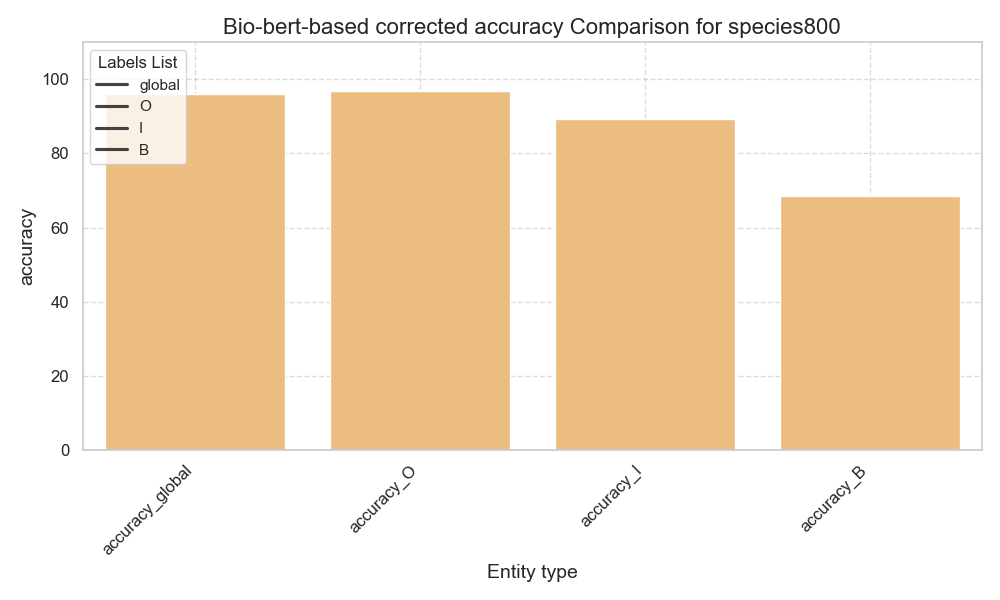 Bio-bert-based corrected accuracy Comparison for species800
Labels List
global
O
I
B
100
80
60
40
20
0
accuracy
accuracy_global
accuracy_O
accuracy_I
accuracy_B
Entity type